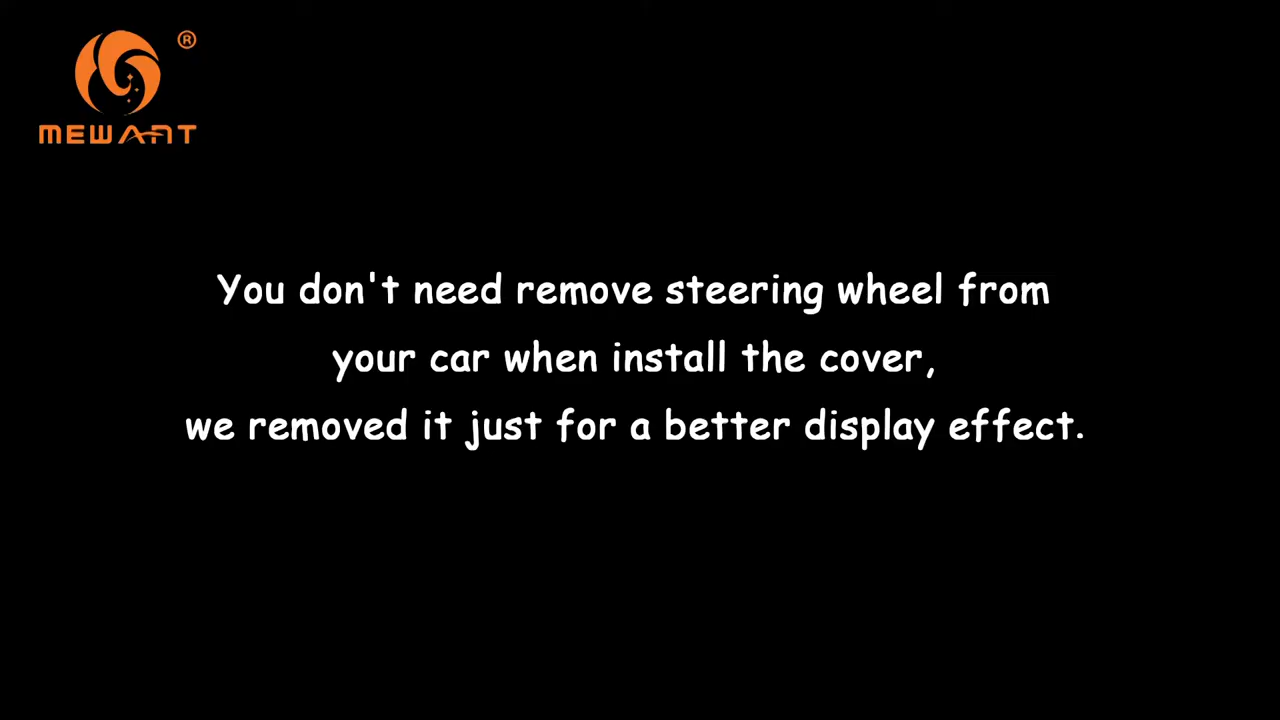 ®
MEWANT
You don't need remove steering wheel from
your car when install the cover,
we removed it just for a better display effect.